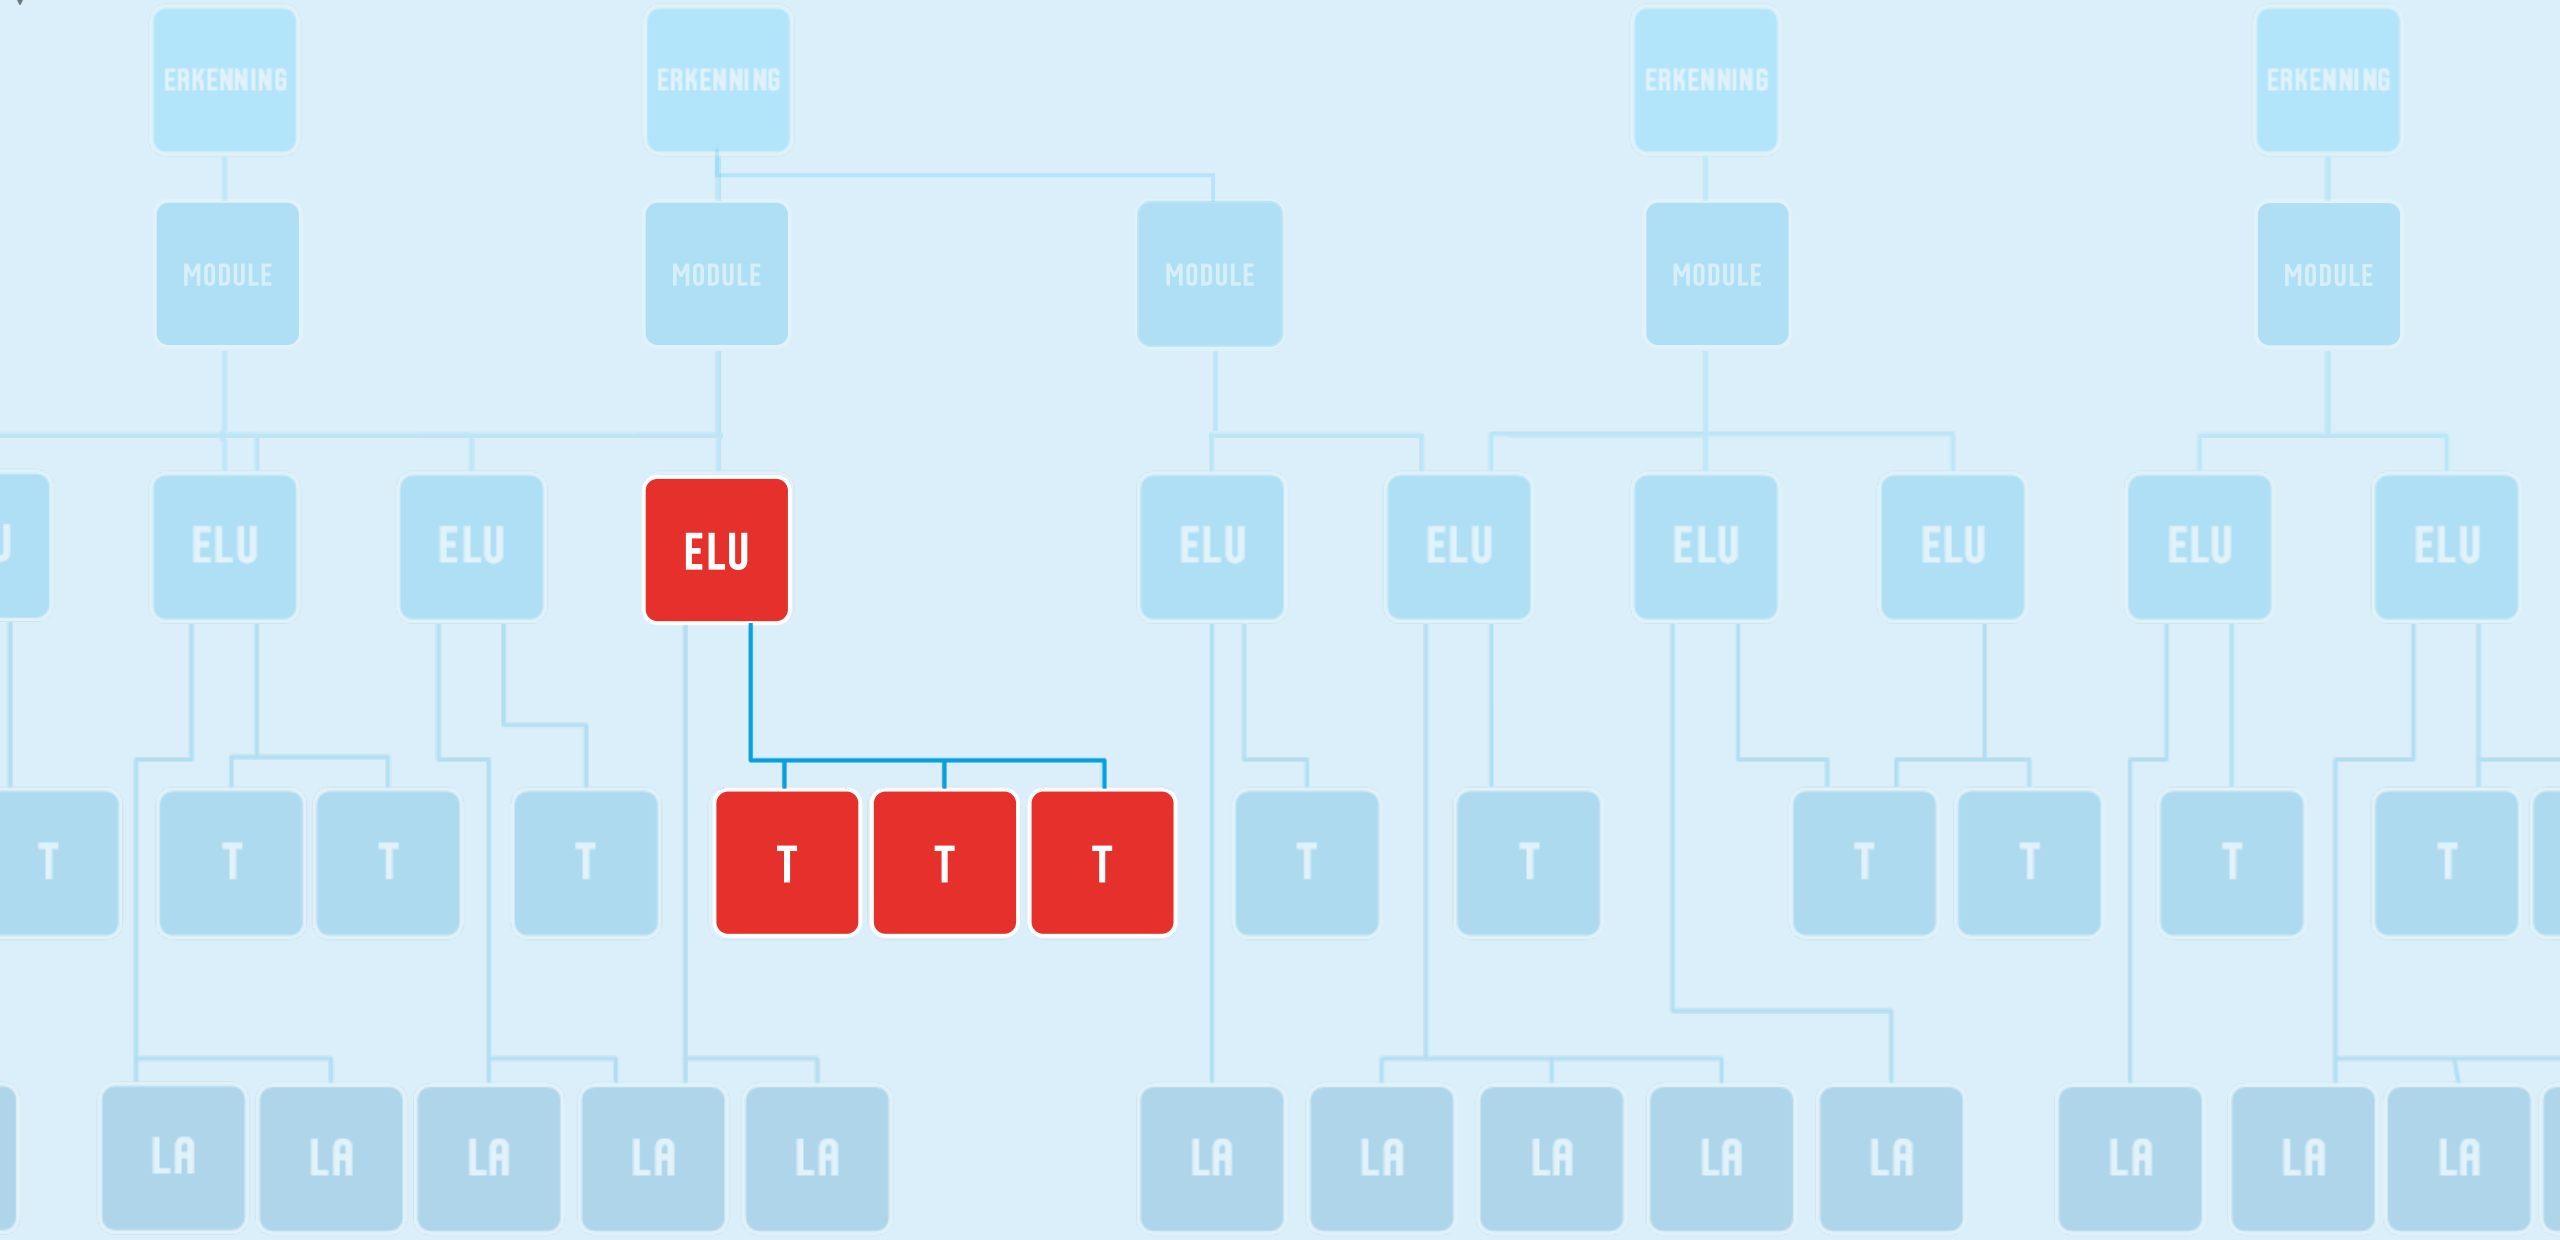 ERKENNING ERKENNING ERKENNING ERKENNING
MODULE MODULE MODULE MODULE MODULE
ELU ELU ELU ELU ELU ELU ELU ELU ELU
T T T T T T T T T T T T T
LA LA LA LA LA LA LA LA LA LA LA LA LA